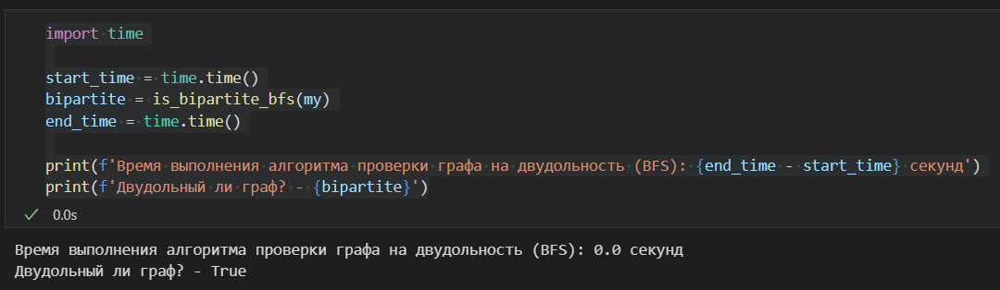 import time
start_time = time.time()
bipartite = is_bipartite_bfs(my)
end_time = time.time()
print(f'Время выполнения алгоритма проверки графа на двудольность (BFS): {end_time - start_time} секунд')
print(f'Двудольный ли граф? - {bipartite}')
0.0s
Время выполнения алгоритма проверки графа на двудольность (BFS): 0.0 секунд
Двудольный ли граф? - True